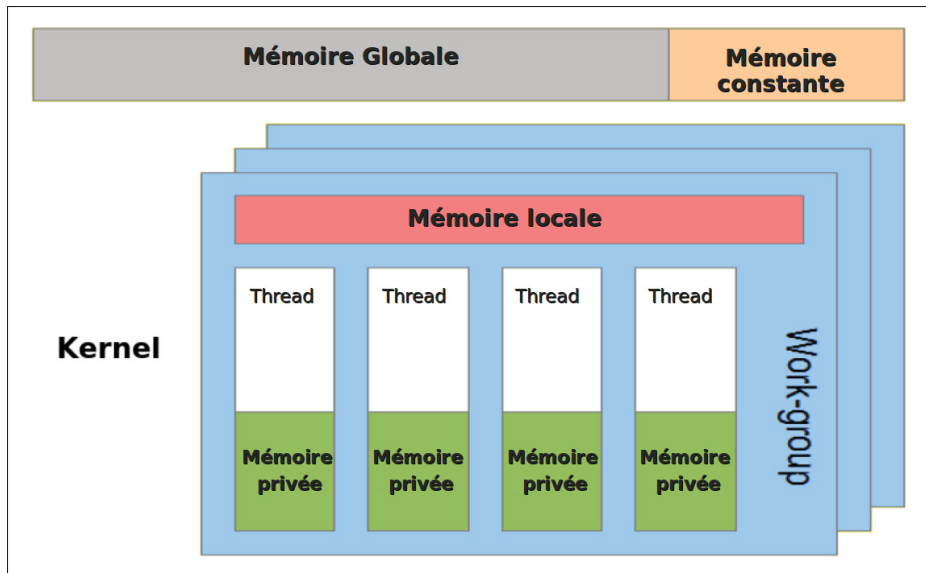 Mémoire Globale
Mémoire
constante
Mémoire locale
Thread
Thread
Thread
Thread
Kernel
Work-group
Mémoire
privée
Mémoire
privée
Mémoire
privée
Mémoire
privée